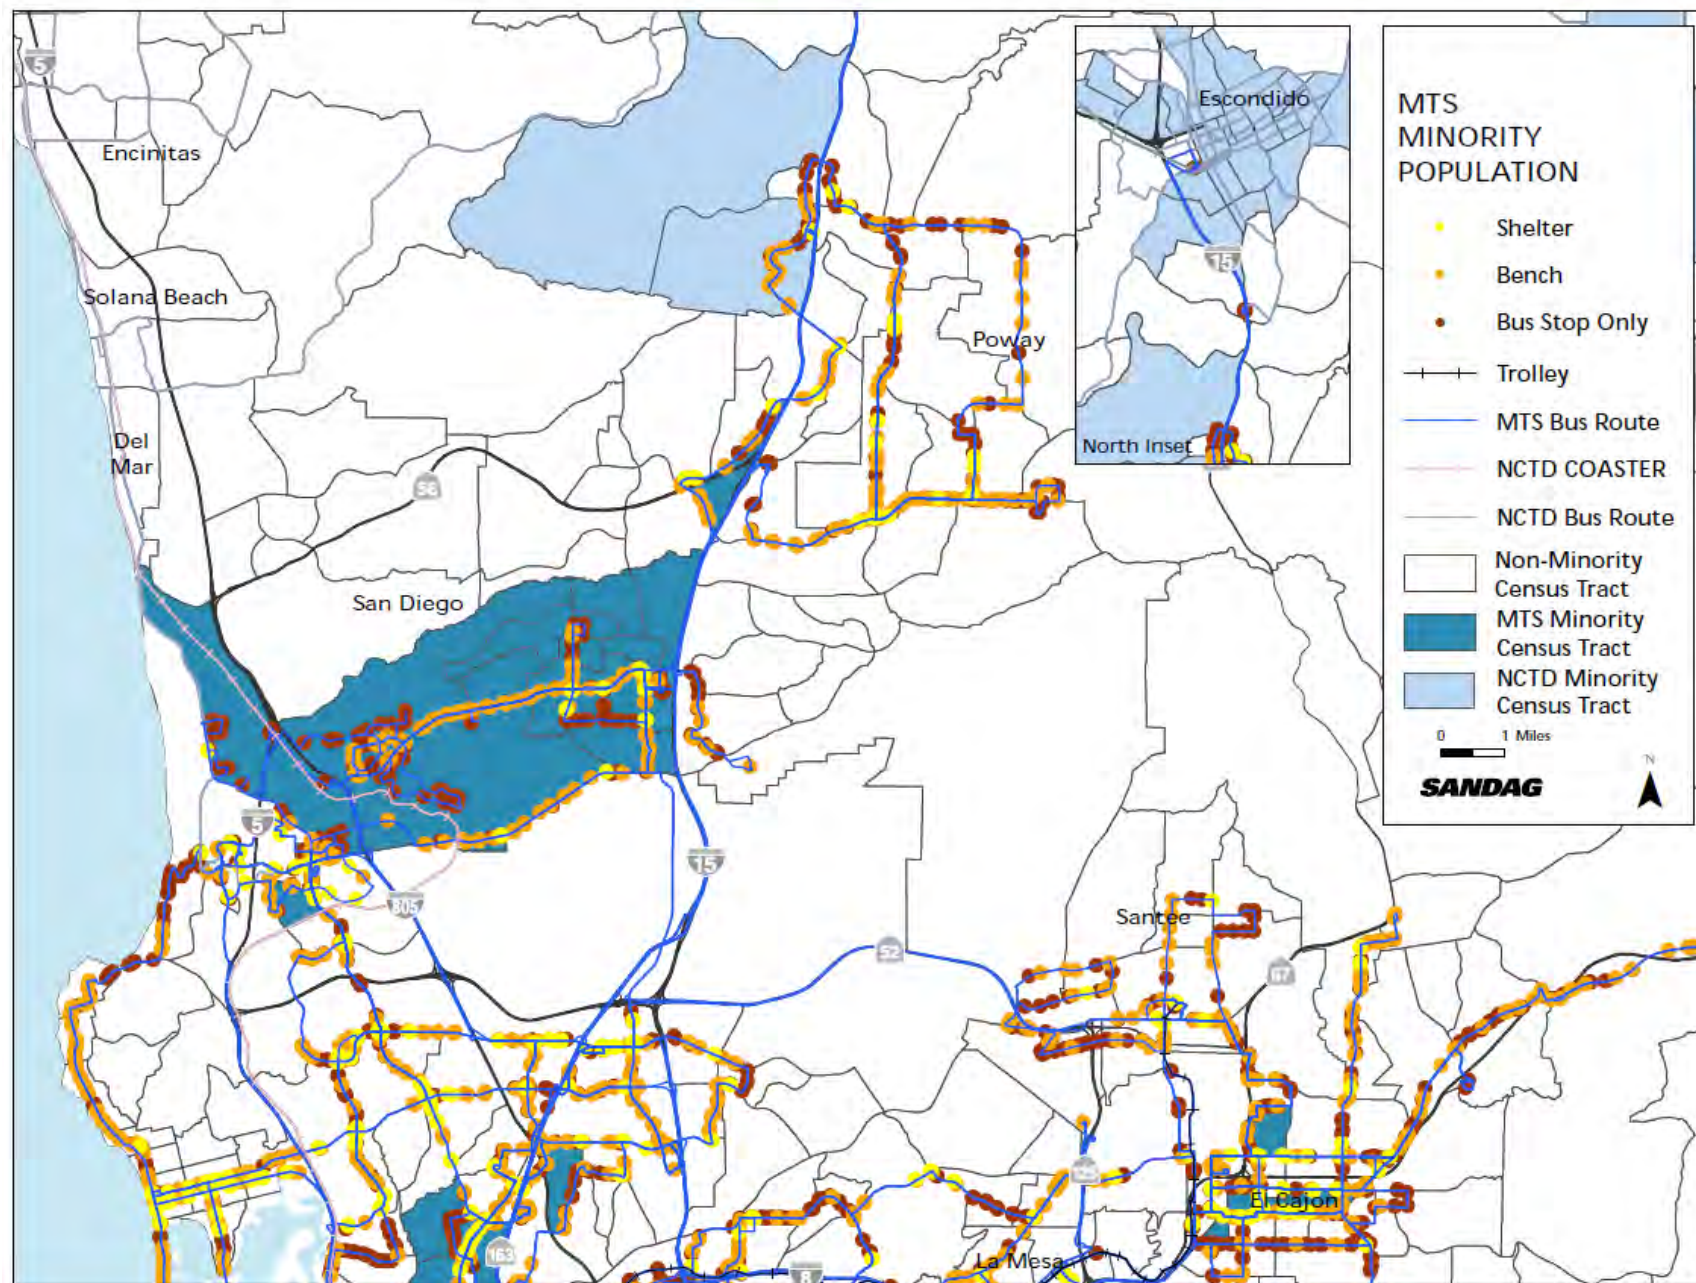 5
Encinitas
Solana Beach
Del
Mar
56
San Diego
Poway
5
805
15
52
Santee
67
El Cajon
La Mesa
163
8
Escondido
15
North Inset
MTS
MINORITY
POPULATION
Shelter
Bench
Bus Stop Only
Trolley
MTS Bus Route
NCTD COASTER
NCTD Bus Route
Non-Minority
Census Tract
MTS Minority
Census Tract
NCTD Minority
Census Tract
0 1 Miles
N
SANDAG